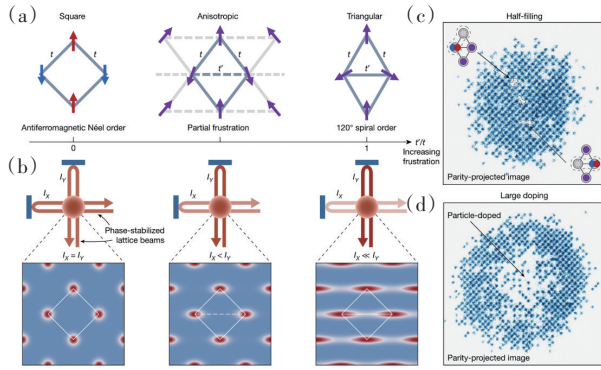 (a)
Square
Anisotropic
Triangular
t
t
t
t
t'
t
t
t'
Antiferromagnetic Néel order
Partial frustration
120° spiral order
t'/t
0
1
Increasing
frustration
(b)
I_Y
I_X
Phase-stabilized
lattice beams
I_X = I_Y
I_Y
I_X
I_X < I_Y
I_Y
I_X
I_X ≪ I_Y
(c)
Half-filling
Parity-projected image
(d)
Large doping
Particle-doped
Parity-projected image